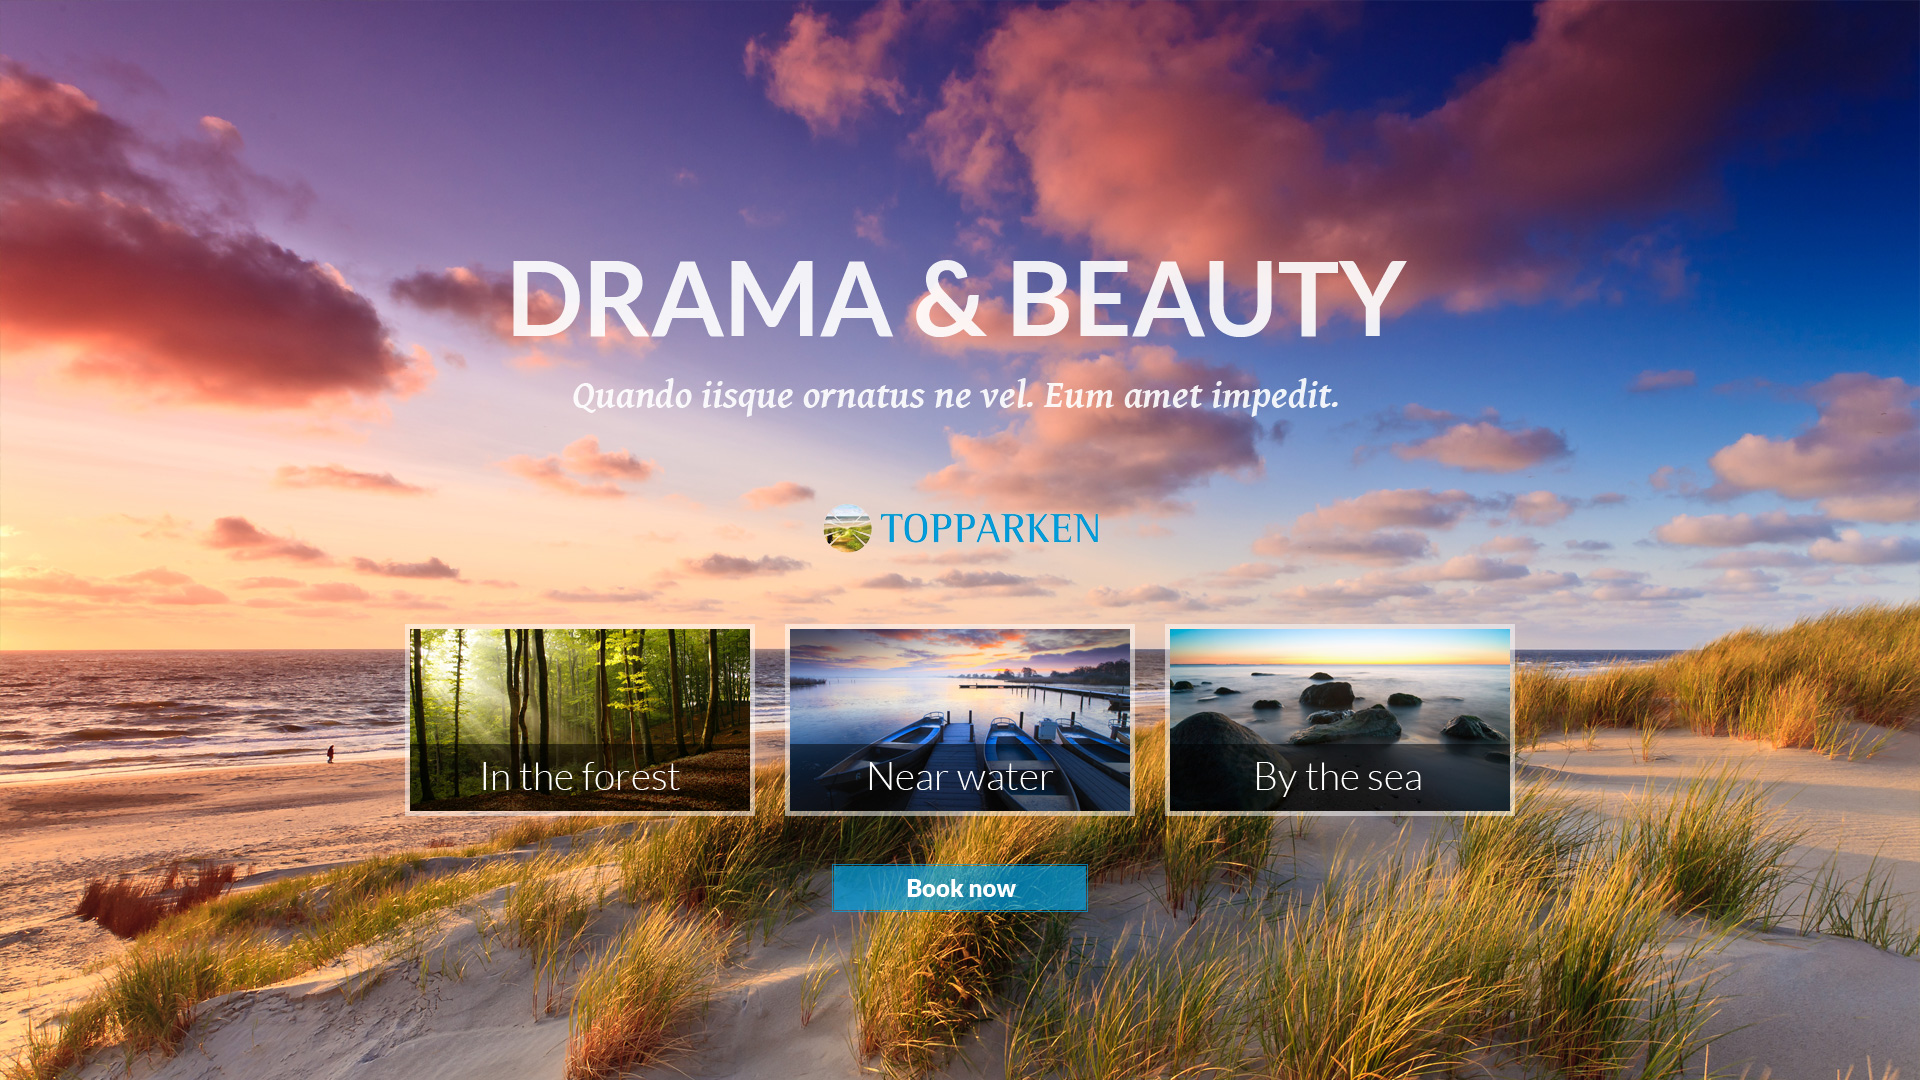 DRAMA & BEAUTY
Quando iisque ornatus ne vel. Eum amet impedit.
TOPPARKEN
In the forest
Near water
By the sea
Book now